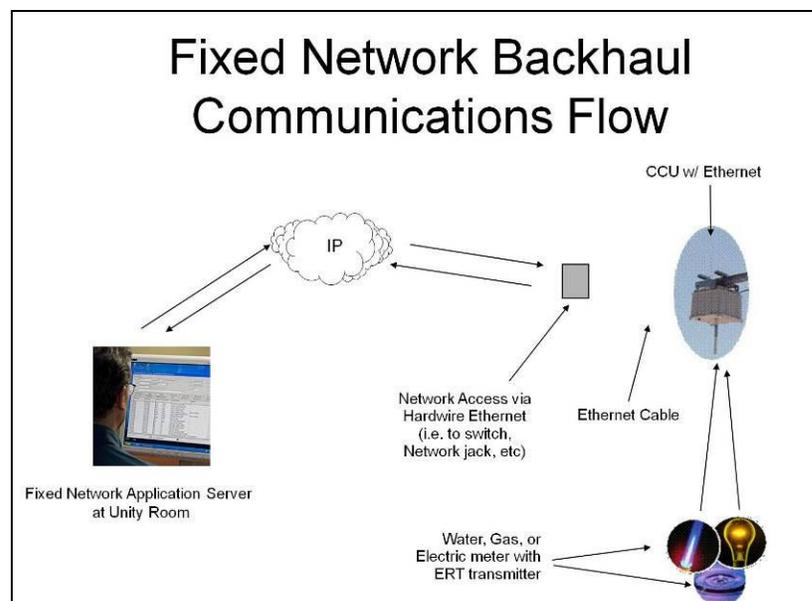 Fixed Network Backhaul
Communications Flow
CCU w/ Ethernet
IP
Network Access via
Hardwire Ethernet
(i.e. to switch,
Network jack, etc)
Ethernet Cable
Fixed Network Application Server
at Unity Room
Water, Gas, or
Electric meter with
ERT transmitter